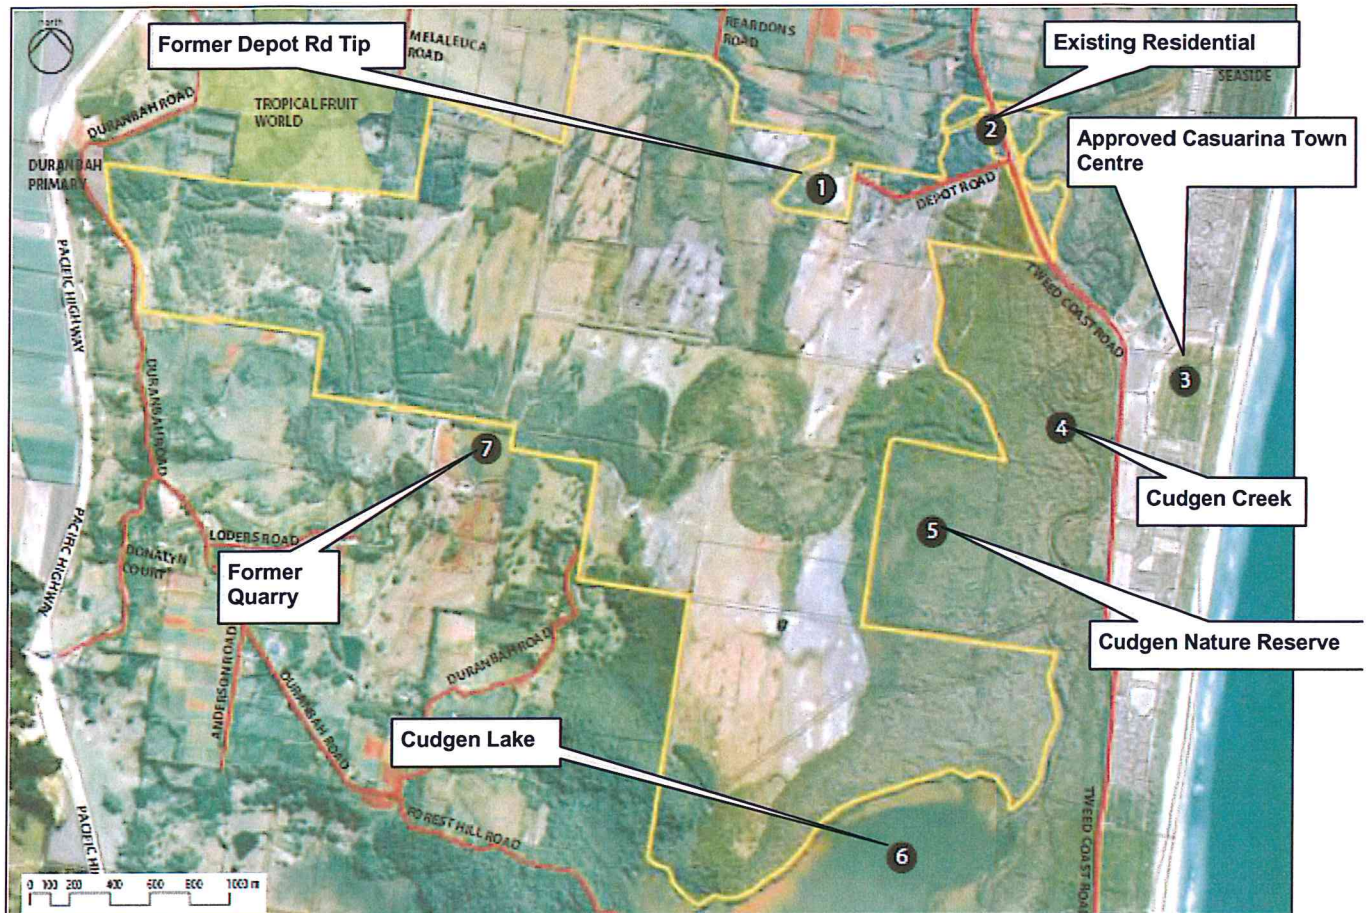 north
Former Depot Rd Tip
MELALEUCA
ROAD
REARDONS
ROAD
Existing Residential
SEASIDE
DURANBAH ROAD
TROPICAL FRUIT
WORLD
2
Approved Casuarina Town
Centre
DURANBAH
PRIMARY
1
DEPOT ROAD
PACIFIC HIGHWAY
TWEED COAST ROAD
3
DURANBAH ROAD
4
7
Cudgen Creek
5
PACIFIC HIGHWAY
LODERS ROAD
DONALYN
COURT
Former
Quarry
Cudgen Nature Reserve
DURANBAH ROAD
ANDERSON ROAD
DURANBAH ROAD
Cudgen Lake
6
FOREST HILL ROAD
TWEED COAST ROAD
PACIFIC HI
0 100 200 400 600 800 1000 m